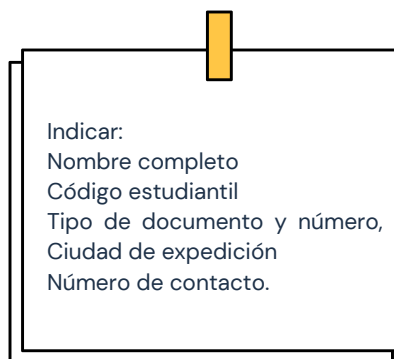 Indicar:
Nombre completo
Código estudiantil
Tipo de documento y número,
Ciudad de expedición
Número de contacto.